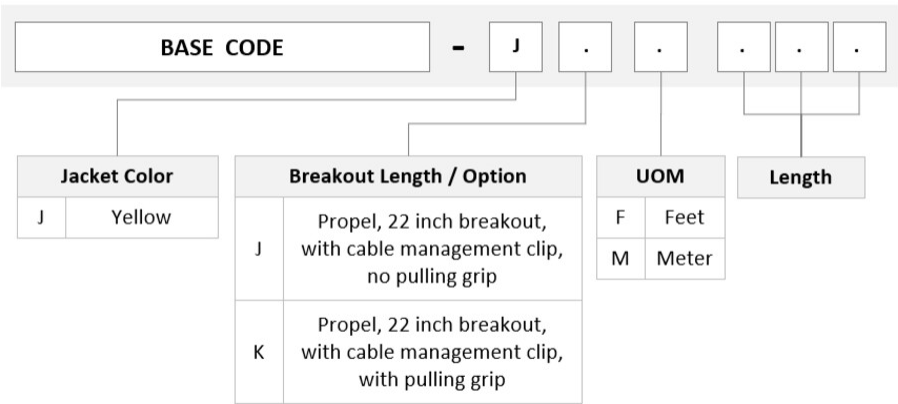 BASE CODE - J . . . . .
Jacket Color
J Yellow
Breakout Length / Option
J Propel, 22 inch breakout,
with cable management clip,
no pulling grip
K Propel, 22 inch breakout,
with cable management clip,
with pulling grip
UOM
F Feet
M Meter
Length